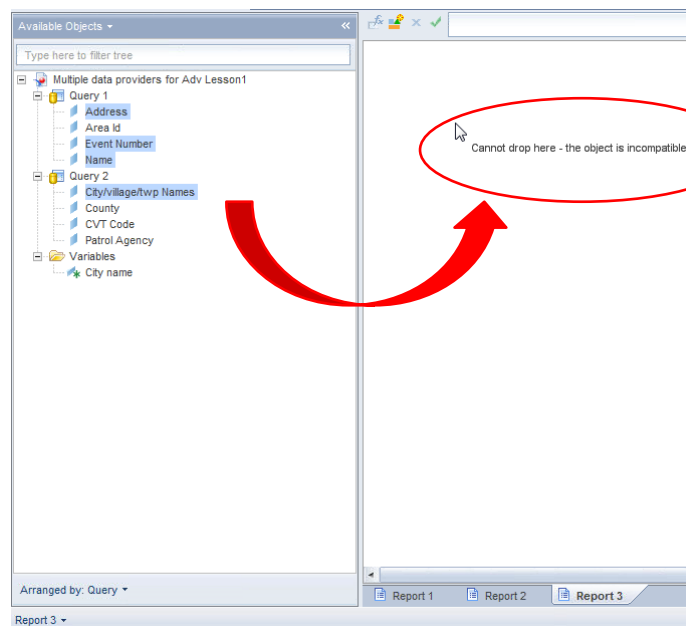 Available Objects
Type here to filter tree
Multiple data providers for Adv Lesson1
Query 1
Address
Area Id
Event Number
Name
Query 2
City/village/twp Names
County
CVT Code
Patrol Agency
Variables
City name
Cannot drop here - the object is incompatible
Arranged by: Query
Report 1
Report 2
Report 3
Report 3